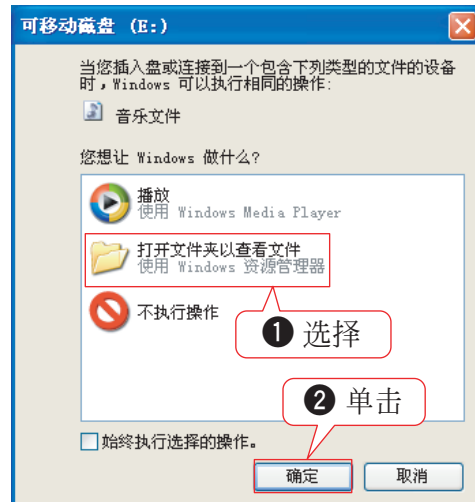 可移动磁盘 (E:)
当您插入盘或连接到一个包含下列类型的文件的设备
时，Windows 可以执行相同的操作:
音乐文件
您想让 Windows 做什么?
播放
使用 Windows Media Player
打开文件夹以查看文件
使用 Windows 资源管理器
不执行操作
❶ 选择
❷ 单击
始终执行选择的操作。
确定
取消